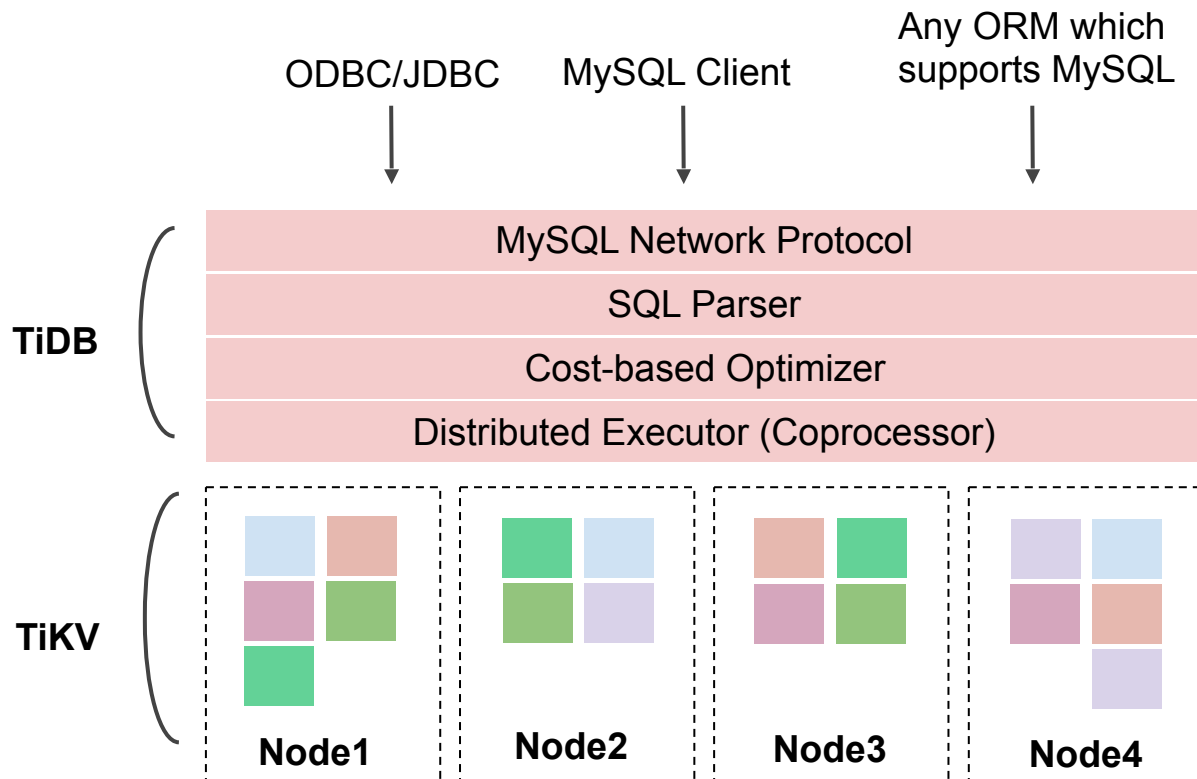 ODBC/JDBC
MySQL Client
Any ORM which
supports MySQL
MySQL Network Protocol
SQL Parser
TiDB
Cost-based Optimizer
Distributed Executor (Coprocessor)
TiKV
Node1
Node2
Node3
Node4